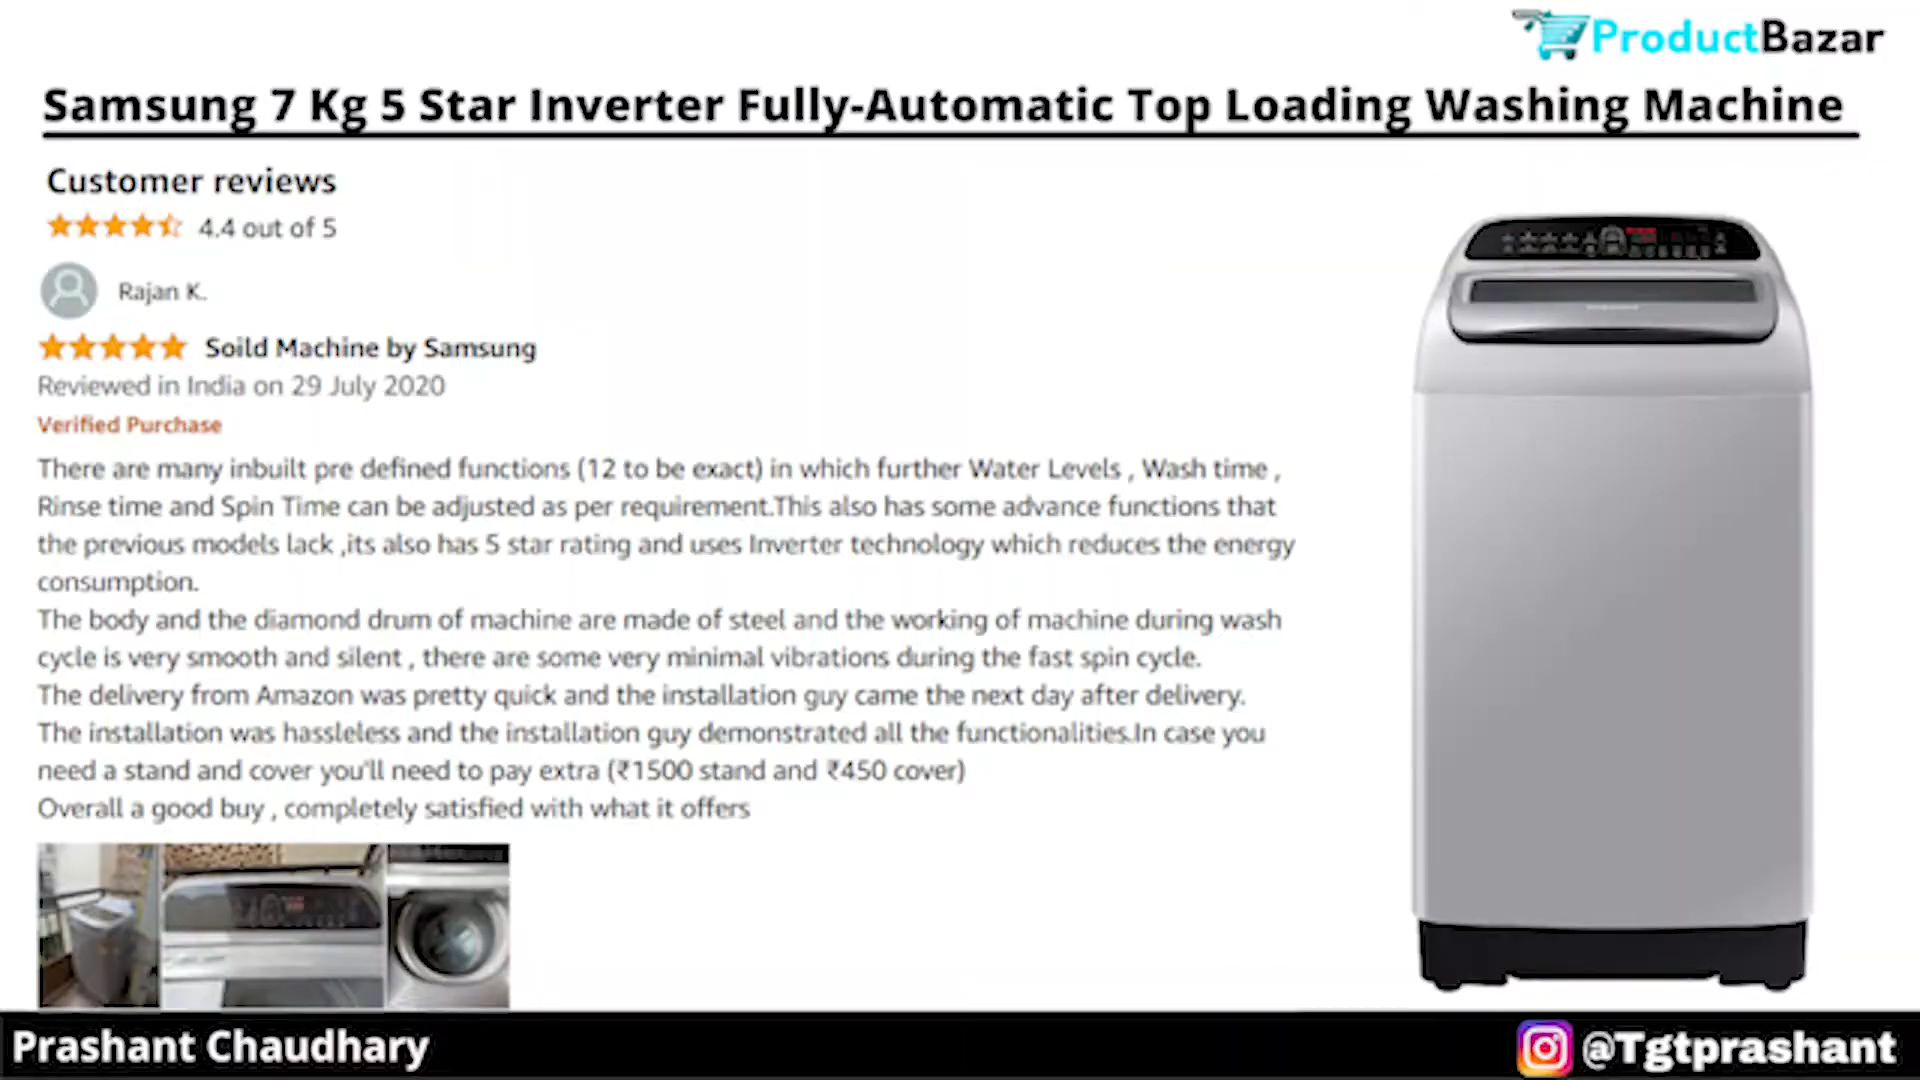 ProductBazar
Samsung 7 Kg 5 Star Inverter Fully-Automatic Top Loading Washing Machine
Customer reviews
4.4 out of 5
Rajan K.
Soild Machine by Samsung
Reviewed in India on 29 July 2020
Verified Purchase
There are many inbuilt pre defined functions (12 to be exact) in which further Water Levels , Wash time ,
Rinse time and Spin Time can be adjusted as per requirement.This also has some advance functions that
the previous models lack ,its also has 5 star rating and uses Inverter technology which reduces the energy
consumption.
The body and the diamond drum of machine are made of steel and the working of machine during wash
cycle is very smooth and silent , there are some very minimal vibrations during the fast spin cycle.
The delivery from Amazon was pretty quick and the installation guy came the next day after delivery.
The installation was hassleless and the installation guy demonstrated all the functionalities.In case you
need a stand and cover you'll need to pay extra (₹1500 stand and ₹450 cover)
Overall a good buy , completely satisfied with what it offers
Prashant Chaudhary
@Tgtprashant